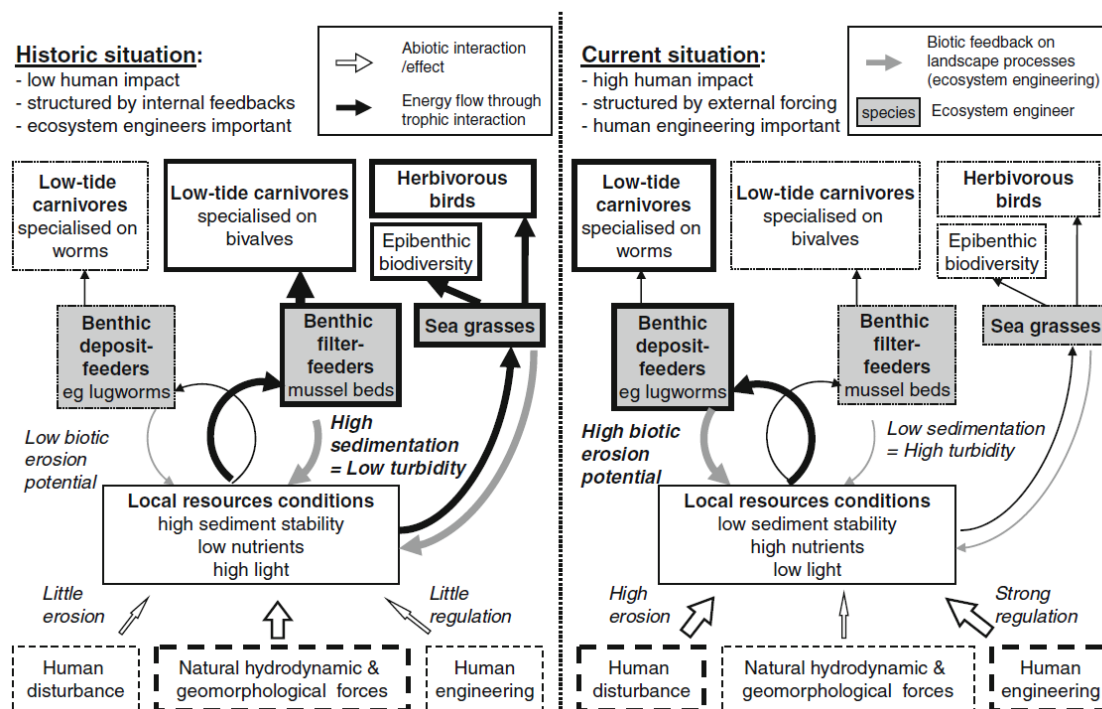 Historic situation:
- low human impact
- structured by internal feedbacks
- ecosystem engineers important
Abiotic interaction
/effect
Energy flow through
trophic interaction
Low-tide
carnivores
specialised on
worms
Low-tide carnivores
specialised on
bivalves
Herbivorous
birds
Epibenthic
biodiversity
Benthic
deposit-
feeders
eg lugworms
Benthic
filter-
feeders
mussel beds
Sea grasses
Low biotic
erosion
potential
High
sedimentation
= Low turbidity
Local resources conditions
high sediment stability
low nutrients
high light
Little
erosion
Little
regulation
Human
disturbance
Natural hydrodynamic &
geomorphological forces
Human
engineering
Current situation:
- high human impact
- structured by external forcing
- human engineering important
Biotic feedback on
landscape processes
(ecosystem engineering)
species
Ecosystem engineer
Low-tide
carnivores
specialised on
worms
Low-tide carnivores
specialised on
bivalves
Herbivorous
birds
Epibenthic
biodiversity
Benthic
deposit-
feeders
eg lugworms
Benthic
filter-
feeders
mussel beds
Sea grasses
High biotic
erosion
potential
Low sedimentation
= High turbidity
Local resources conditions
low sediment stability
high nutrients
low light
High
erosion
Strong
regulation
Human
disturbance
Natural hydrodynamic &
geomorphological forces
Human
engineering